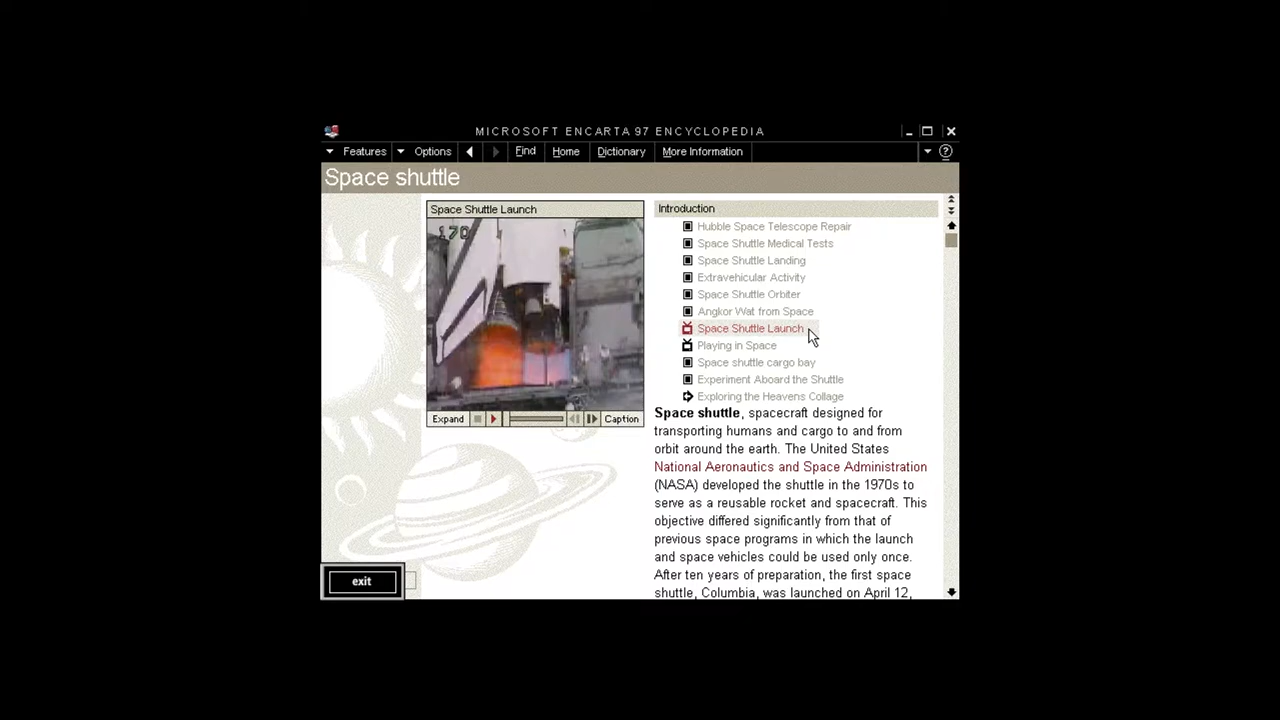 MICROSOFT ENCARTA 97 ENCYCLOPEDIA
Features Options Find Home Dictionary More Information ?
Space shuttle
Space Shuttle Launch
170
Expand Caption
Introduction
Hubble Space Telescope Repair
Space Shuttle Medical Tests
Space Shuttle Landing
Extravehicular Activity
Space Shuttle Orbiter
Angkor Wat from Space
Space Shuttle Launch
Playing in Space
Space shuttle cargo bay
Experiment Aboard the Shuttle
Exploring the Heavens Collage
Space shuttle, spacecraft designed for
transporting humans and cargo to and from
orbit around the earth. The United States
National Aeronautics and Space Administration
(NASA) developed the shuttle in the 1970s to
serve as a reusable rocket and spacecraft. This
objective differed significantly from that of
previous space programs in which the launch
and space vehicles could be used only once.
After ten years of preparation, the first space
shuttle, Columbia, was launched on April 12,
exit